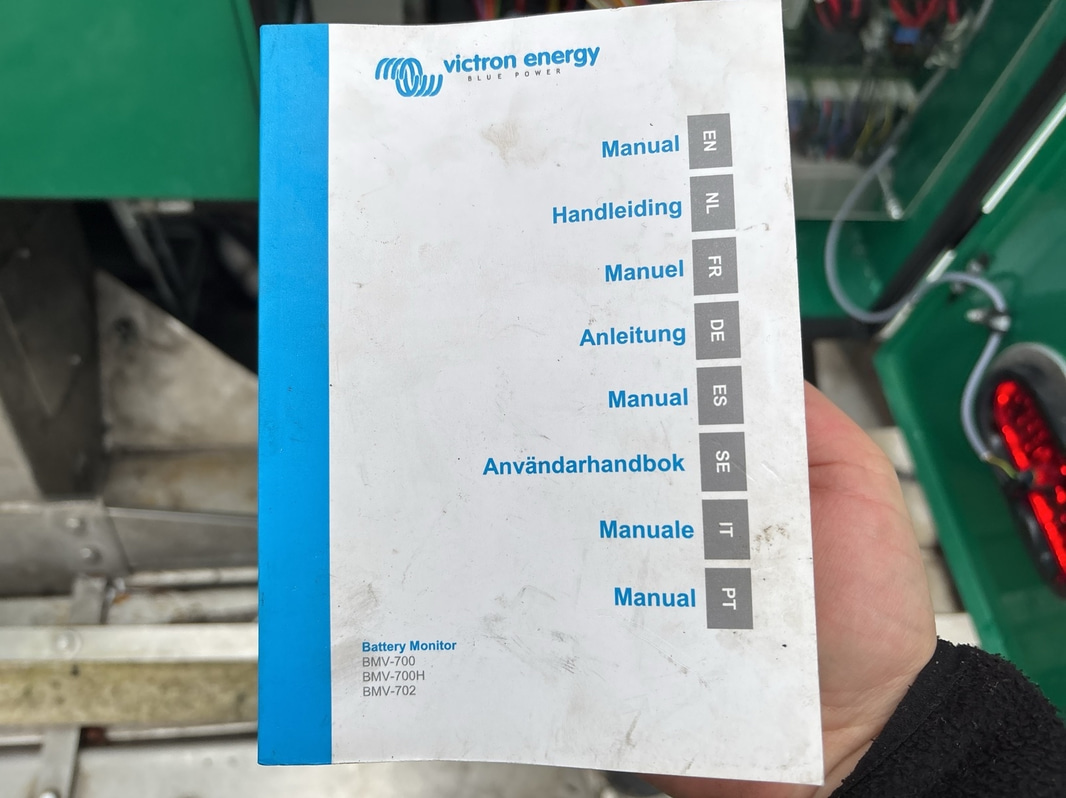 victron energy
BLUE POWER
Manual EN
Handleiding NL
Manuel FR
Anleitung DE
Manual ES
Användarhandbok SE
Manuale IT
Manual PT
Battery Monitor
BMV-700
BMV-700H
BMV-702